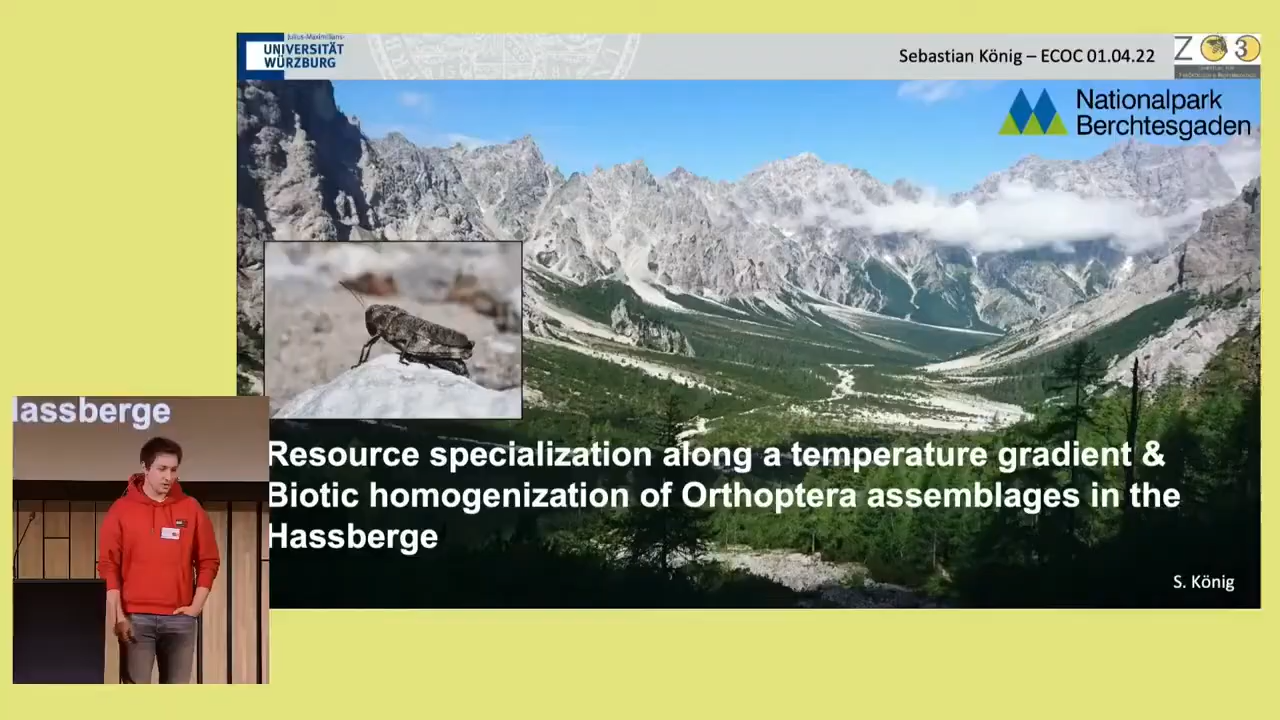 Julius-Maximilians-
UNIVERSITÄT
WÜRZBURG
Sebastian König – ECOC 01.04.22
Z 3
Nationalpark
Berchtesgaden
Resource specialization along a temperature gradient &
Biotic homogenization of Orthoptera assemblages in the
Hassberge
S. König
lassberge